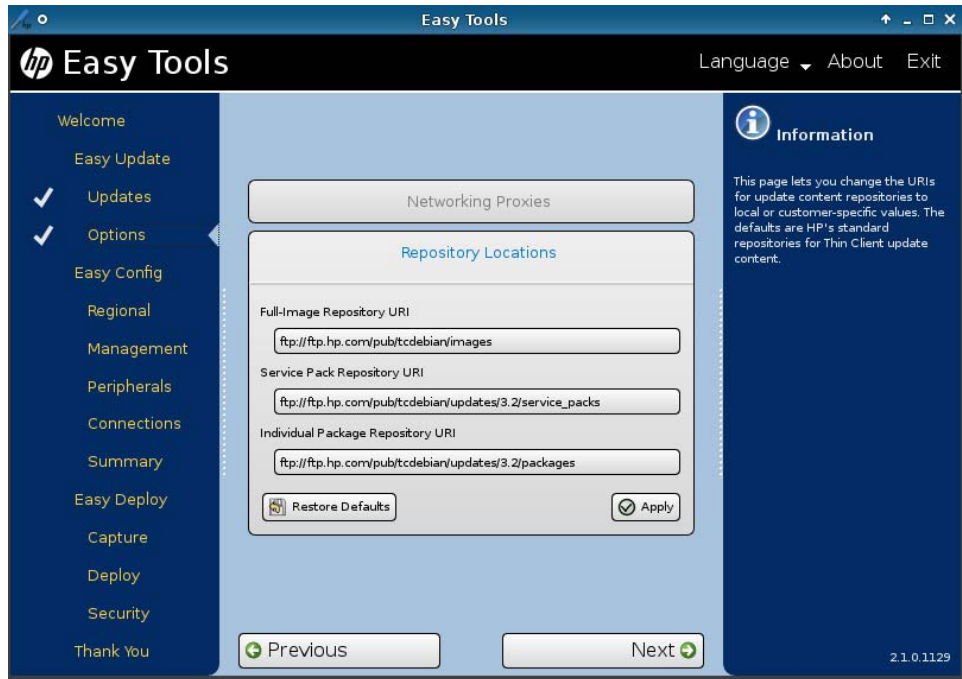 Easy Tools
hp Easy Tools
Language About Exit
Welcome
Easy Update
Updates
Options
Easy Config
Regional
Management
Peripherals
Connections
Summary
Easy Deploy
Capture
Deploy
Security
Thank You
Networking Proxies
Repository Locations
Full-Image Repository URI
ftp://ftp.hp.com/pub/tcdebian/images
Service Pack Repository URI
ftp://ftp.hp.com/pub/tcdebian/updates/3.2/service_packs
Individual Package Repository URI
ftp://ftp.hp.com/pub/tcdebian/updates/3.2/packages
Restore Defaults
Apply
Previous
Next
Information
This page lets you change the URIs
for update content repositories to
local or customer-specific values. The
defaults are HP's standard
repositories for Thin Client update
content.
2.1.0.1129